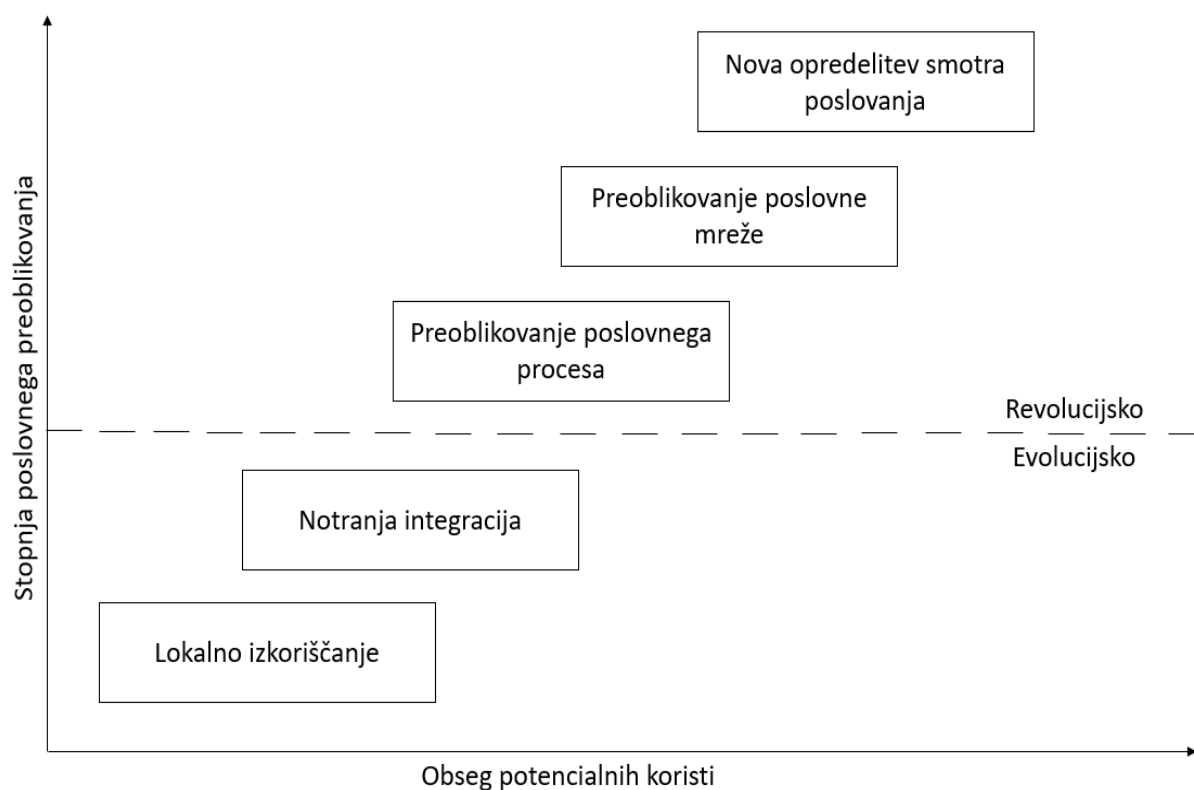 Nova opredelitev smotra
poslovanja
Preoblikovanje poslovne
mreže
Preoblikovanje poslovnega
procesa
Revolucijsko
Evolucijsko
Notranja integracija
Lokalno izkoriščanje
Stopnja poslovnega preoblikovanja
Obseg potencialnih koristi